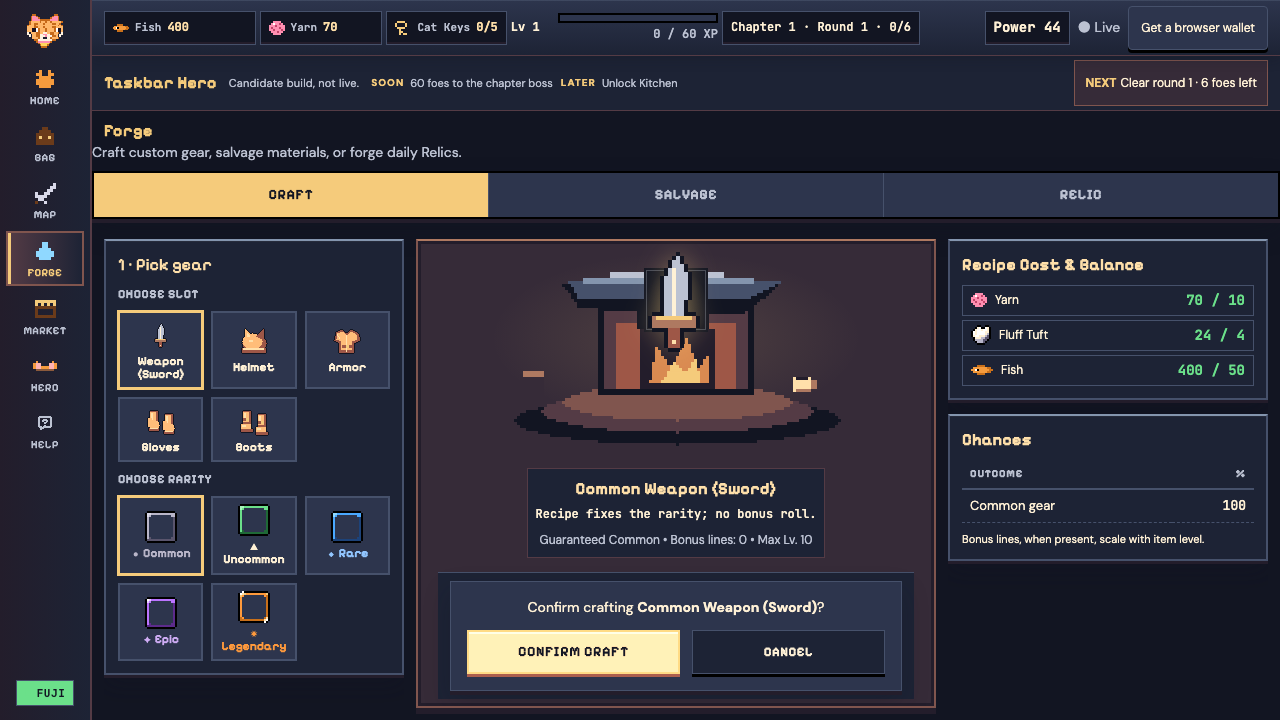 Fish 400
Yarn 70
Cat Keys 0/5
Lv 1
0 / 60 XP
Chapter 1 · Round 1 · 0/6
Power 44
Live
Get a browser wallet
Taskbar Hero
Candidate build, not live.
SOON 60 foes to the chapter boss
LATER Unlock Kitchen
NEXT Clear round 1 · 6 foes left
HOME
BAG
MAP
FORGE
MARKET
HERO
HELP
FUJI
Forge
Craft custom gear, salvage materials, or forge daily Relics.
CRAFT
SALVAGE
RELIC
1 · Pick gear
CHOOSE SLOT
Weapon
(Sword)
Helmet
Armor
Gloves
Boots
CHOOSE RARITY
• Common
▲
Uncommon
◆ Rare
✦ Epic
✴
Legendary
Common Weapon (Sword)
Recipe fixes the rarity; no bonus roll.
Guaranteed Common • Bonus lines: 0 • Max Lv. 10
Confirm crafting Common Weapon (Sword)?
CONFIRM CRAFT
CANCEL
Recipe Cost & Balance
Yarn 70 / 10
Fluff Tuft 24 / 4
Fish 400 / 50
Chances
OUTCOME %
Common gear 100
Bonus lines, when present, scale with item level.